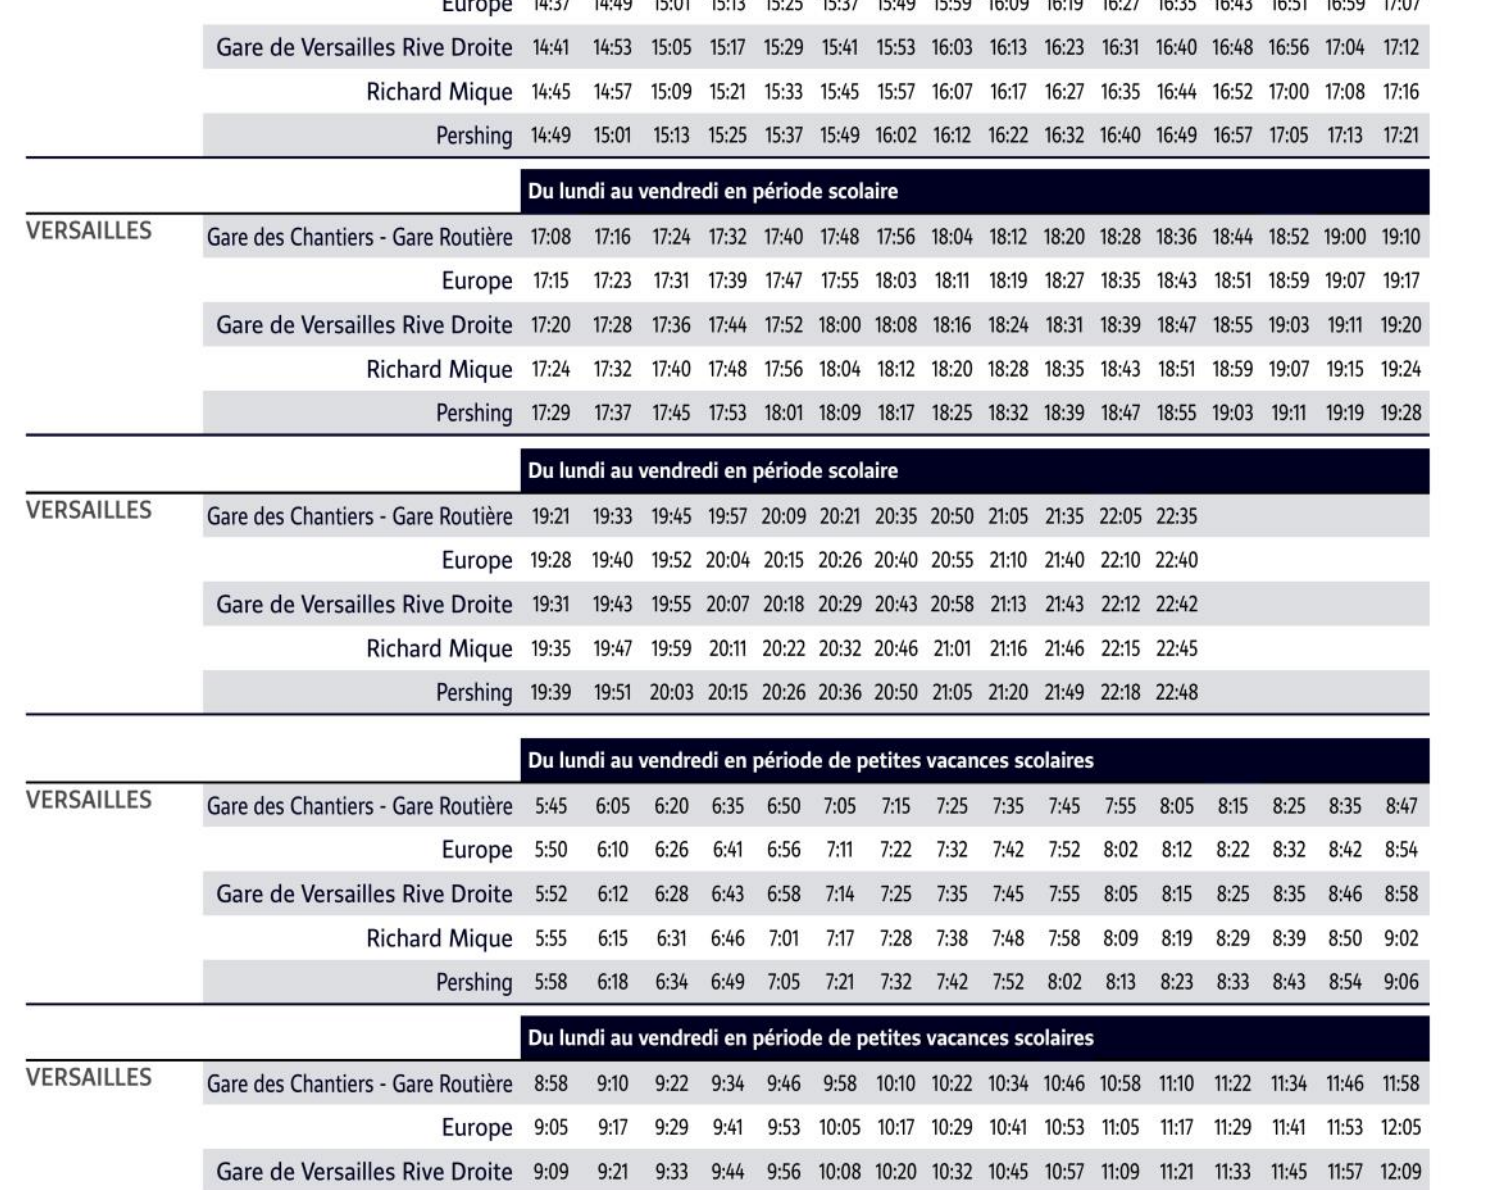 Europe 14:37 14:49 15:01 15:13 15:25 15:37 15:49 15:59 16:09 16:19 16:27 16:35 16:43 16:51 16:59 17:07
Gare de Versailles Rive Droite 14:41 14:53 15:05 15:17 15:29 15:41 15:53 16:03 16:13 16:23 16:31 16:40 16:48 16:56 17:04 17:12
Richard Mique 14:45 14:57 15:09 15:21 15:33 15:45 15:57 16:07 16:17 16:27 16:35 16:44 16:52 17:00 17:08 17:16
Pershing 14:49 15:01 15:13 15:25 15:37 15:49 16:02 16:12 16:22 16:32 16:40 16:49 16:57 17:05 17:13 17:21
Du lundi au vendredi en période scolaire
VERSAILLES Gare des Chantiers - Gare Routière 17:08 17:16 17:24 17:32 17:40 17:48 17:56 18:04 18:12 18:20 18:28 18:36 18:44 18:52 19:00 19:10
Europe 17:15 17:23 17:31 17:39 17:47 17:55 18:03 18:11 18:19 18:27 18:35 18:43 18:51 18:59 19:07 19:17
Gare de Versailles Rive Droite 17:20 17:28 17:36 17:44 17:52 18:00 18:08 18:16 18:24 18:31 18:39 18:47 18:55 19:03 19:11 19:20
Richard Mique 17:24 17:32 17:40 17:48 17:56 18:04 18:12 18:20 18:28 18:35 18:43 18:51 18:59 19:07 19:15 19:24
Pershing 17:29 17:37 17:45 17:53 18:01 18:09 18:17 18:25 18:32 18:39 18:47 18:55 19:03 19:11 19:19 19:28
Du lundi au vendredi en période scolaire
VERSAILLES Gare des Chantiers - Gare Routière 19:21 19:33 19:45 19:57 20:09 20:21 20:35 20:50 21:05 21:35 22:05 22:35
Europe 19:28 19:40 19:52 20:04 20:15 20:26 20:40 20:55 21:10 21:40 22:10 22:40
Gare de Versailles Rive Droite 19:31 19:43 19:55 20:07 20:18 20:29 20:43 20:58 21:13 21:43 22:12 22:42
Richard Mique 19:35 19:47 19:59 20:11 20:22 20:32 20:46 21:01 21:16 21:46 22:15 22:45
Pershing 19:39 19:51 20:03 20:15 20:26 20:36 20:50 21:05 21:20 21:49 22:18 22:48
Du lundi au vendredi en période de petites vacances scolaires
VERSAILLES Gare des Chantiers - Gare Routière 5:45 6:05 6:20 6:35 6:50 7:05 7:15 7:25 7:35 7:45 7:55 8:05 8:15 8:25 8:35 8:47
Europe 5:50 6:10 6:26 6:41 6:56 7:11 7:22 7:32 7:42 7:52 8:02 8:12 8:22 8:32 8:42 8:54
Gare de Versailles Rive Droite 5:52 6:12 6:28 6:43 6:58 7:14 7:25 7:35 7:45 7:55 8:05 8:15 8:25 8:35 8:46 8:58
Richard Mique 5:55 6:15 6:31 6:46 7:01 7:17 7:28 7:38 7:48 7:58 8:09 8:19 8:29 8:39 8:50 9:02
Pershing 5:58 6:18 6:34 6:49 7:05 7:21 7:32 7:42 7:52 8:02 8:13 8:23 8:33 8:43 8:54 9:06
Du lundi au vendredi en période de petites vacances scolaires
VERSAILLES Gare des Chantiers - Gare Routière 8:58 9:10 9:22 9:34 9:46 9:58 10:10 10:22 10:34 10:46 10:58 11:10 11:22 11:34 11:46 11:58
Europe 9:05 9:17 9:29 9:41 9:53 10:05 10:17 10:29 10:41 10:53 11:05 11:17 11:29 11:41 11:53 12:05
Gare de Versailles Rive Droite 9:09 9:21 9:33 9:44 9:56 10:08 10:20 10:32 10:45 10:57 11:09 11:21 11:33 11:45 11:57 12:09